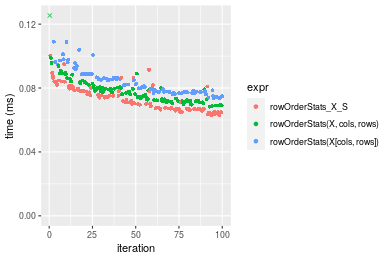 0.12
0.08
0.04
0.00
time (ms)
0
25
50
75
100
iteration
expr
rowOrderStats_X_S
rowOrderStats(X, cols, rows)
rowOrderStats(X[cols, rows])